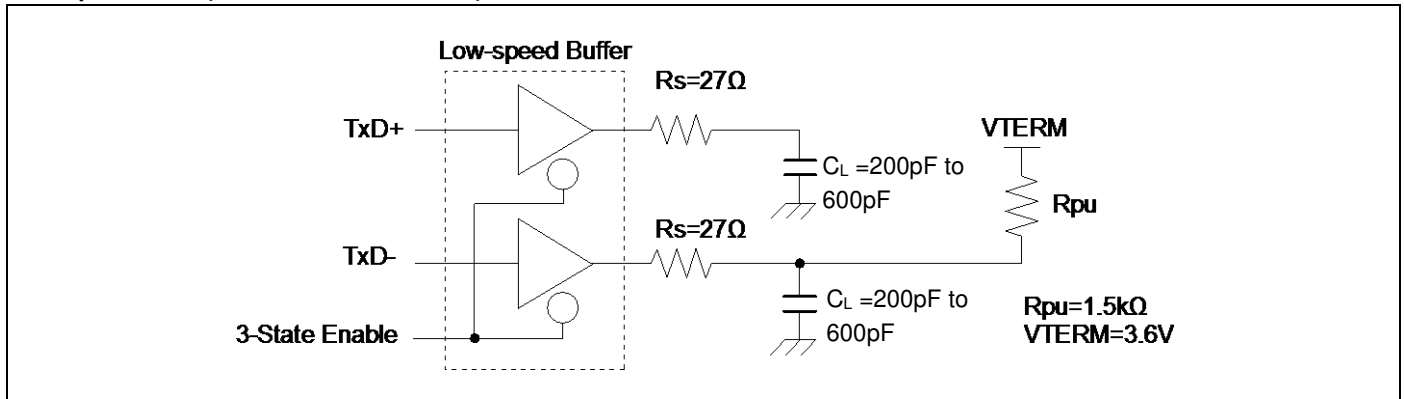 Low-speed Buffer
Rs=27Ω
TxD+
VTERM
CL =200pF to
600pF
Rpu
Rs=27Ω
TxD-
CL =200pF to
600pF
Rpu=1.5kΩ
VTERM=3.6V
3-State Enable